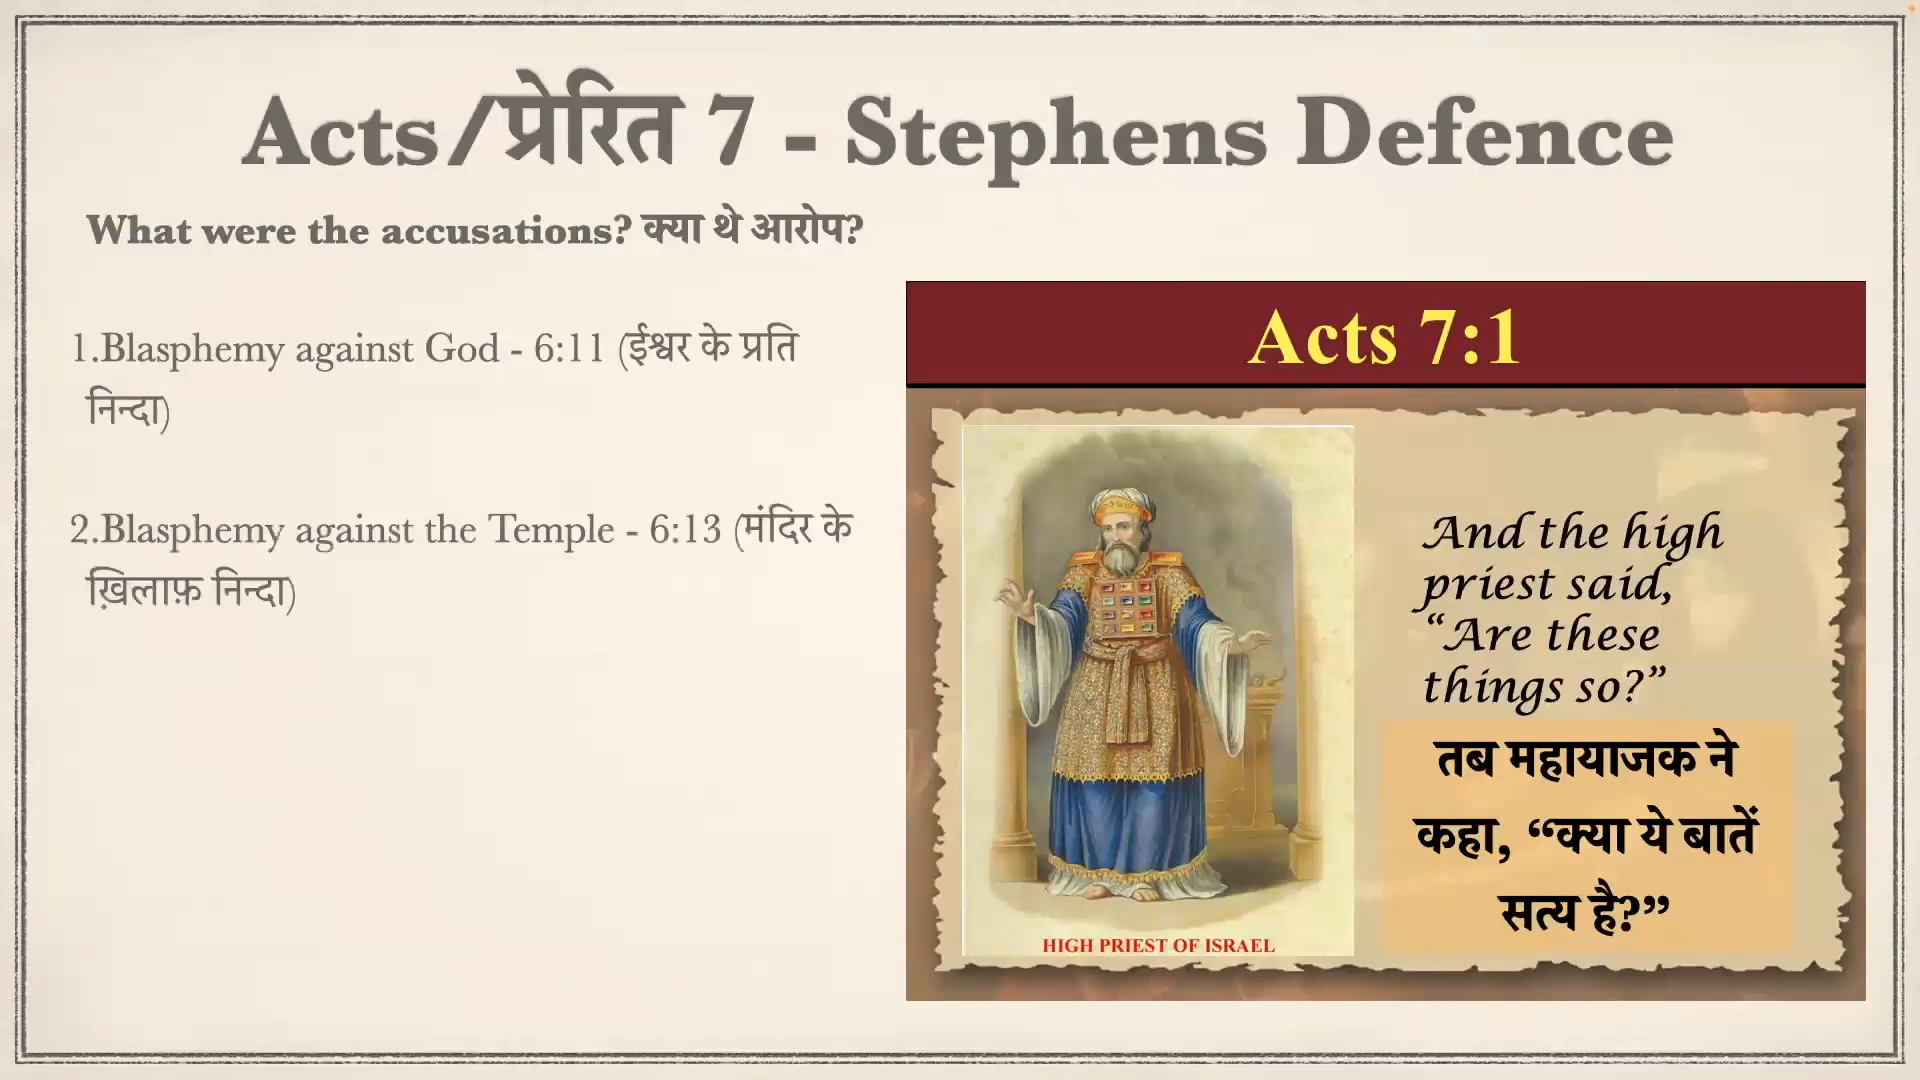 Acts/प्रेरित 7 - Stephens Defence
What were the accusations? क्या थे आरोप?
1.Blasphemy against God - 6:11 (ईश्वर के प्रति
निन्दा)
2.Blasphemy against the Temple - 6:13 (मंदिर के
ख़िलाफ़ निन्दा)
Acts 7:1
And the high
priest said,
“Are these
things so?”
तब महायाजक ने
कहा, “क्या ये बातें
सत्य है?”
HIGH PRIEST OF ISRAEL